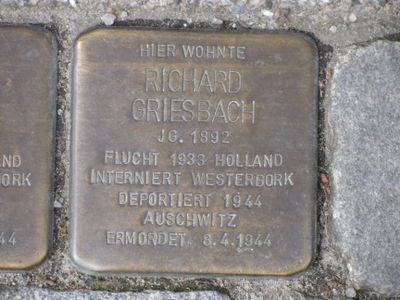 HIER WOHNTE
RICHARD
GRIESBACH
JG. 1892
FLUCHT 1933 HOLLAND
INTERNIERT WESTERBORK
DEPORTIERT 1944
AUSCHWITZ
ERMORDET 8.4.1944